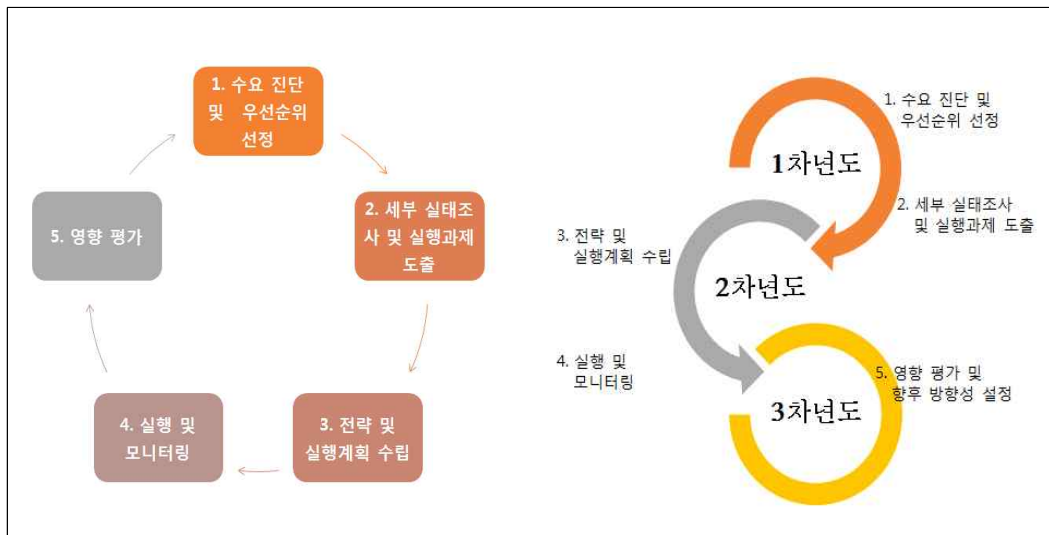 1. 수요 진단
및 우선순위
선정
2. 세부 실태조
사 및 실행과제
도출
3. 전략 및
실행계획 수립
4. 실행 및
모니터링
5. 영향 평가
1차년도
1. 수요 진단 및
우선순위 선정
2. 세부 실태조사
및 실행과제 도출
2차년도
3. 전략 및
실행계획 수립
4. 실행 및
모니터링
3차년도
5. 영향 평가 및
향후 방향성 설정